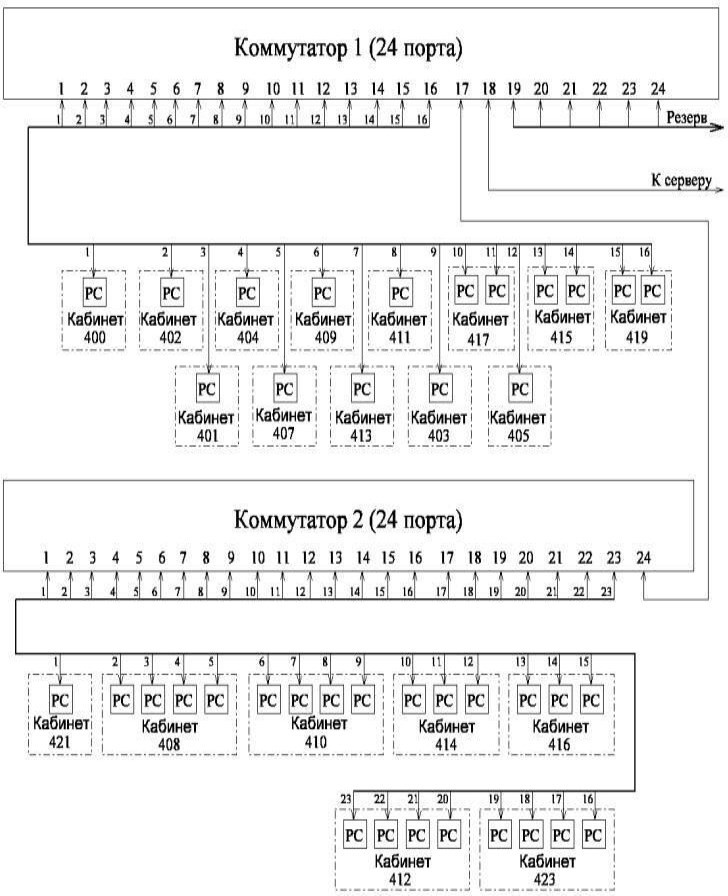 Коммутатор 1 (24 порта)
1 2 3 4 5 6 7 8 9 10 11 12 13 14 15 16 17 18 19 20 21 22 23 24
1 2 3 4 5 6 7 8 9 10 11 12 13 14 15 16
Резерв
К серверу
1 2 3 4 5 6 7 8 9 10 11 12 13 14 15 16
PC PC PC PC PC PC PC PC PC PC PC
Кабинет Кабинет Кабинет Кабинет Кабинет Кабинет Кабинет Кабинет
400 402 404 409 411 417 415 419
PC PC PC PC PC
Кабинет Кабинет Кабинет Кабинет Кабинет
401 407 413 403 405
Коммутатор 2 (24 порта)
1 2 3 4 5 6 7 8 9 10 11 12 13 14 15 16 17 18 19 20 21 22 23 24
1 2 3 4 5 6 7 8 9 10 11 12 13 14 15 16 17 18 19 20 21 22 23
1 2 3 4 5 6 7 8 9 10 11 12 13 14 15
PC PC PC PC PC PC PC PC PC PC PC PC PC PC PC
Кабинет Кабинет Кабинет Кабинет Кабинет
421 408 410 414 416
23 22 21 20 19 18 17 16
PC PC PC PC PC PC PC PC
Кабинет Кабинет
412 423